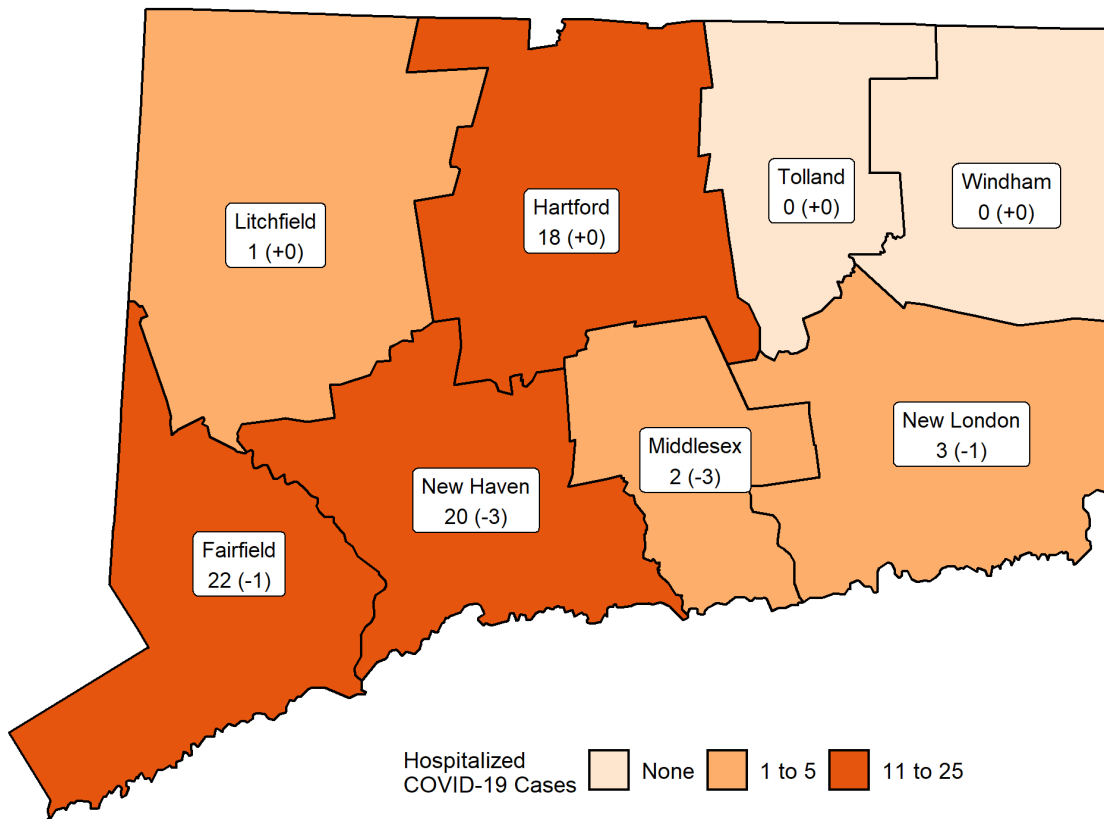 Tolland
0 (+0)
Windham
0 (+0)
Litchfield
1 (+0)
Hartford
18 (+0)
New London
3 (-1)
Middlesex
2 (-3)
New Haven
20 (-3)
Fairfield
22 (-1)
Hospitalized
COVID-19 Cases
None
1 to 5
11 to 25